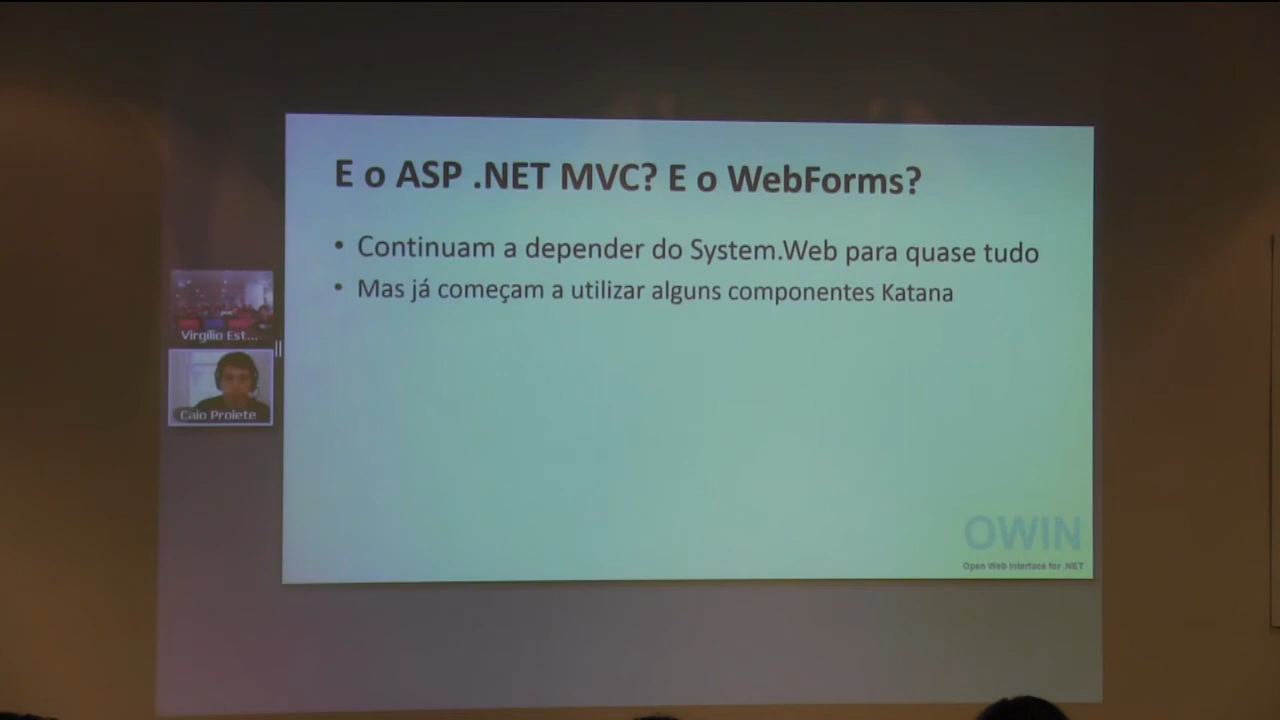 E o ASP .NET MVC? E o WebForms?
• Continuam a depender do System.Web para quase tudo
• Mas já começam a utilizar alguns componentes Katana
Virgílio Est...
Caio Proiete
OWIN
Open Web Interface for .NET